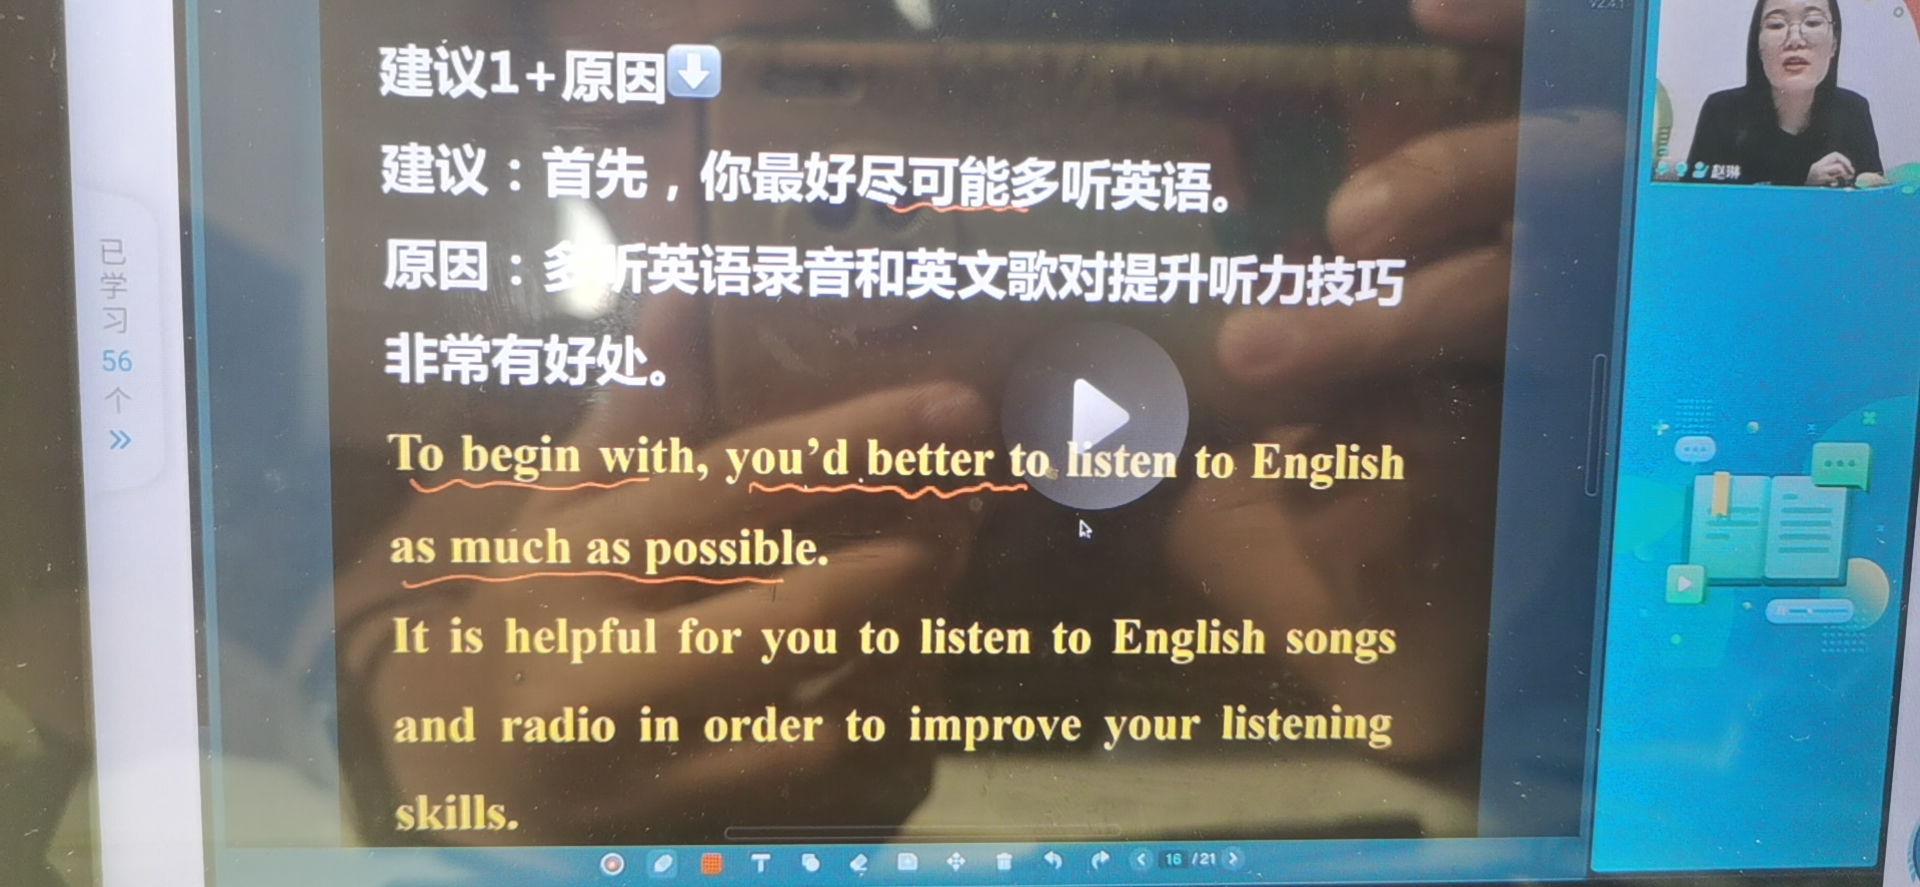 建议1+原因
建议：首先，你最好尽可能多听英语。
原因：多听英语录音和英文歌对提升听力技巧
非常有好处。
To begin with, you'd better to listen to English
as much as possible.
It is helpful for you to listen to English songs
and radio in order to improve your listening
skills.
已学习
56
个
赵琳
16 /21